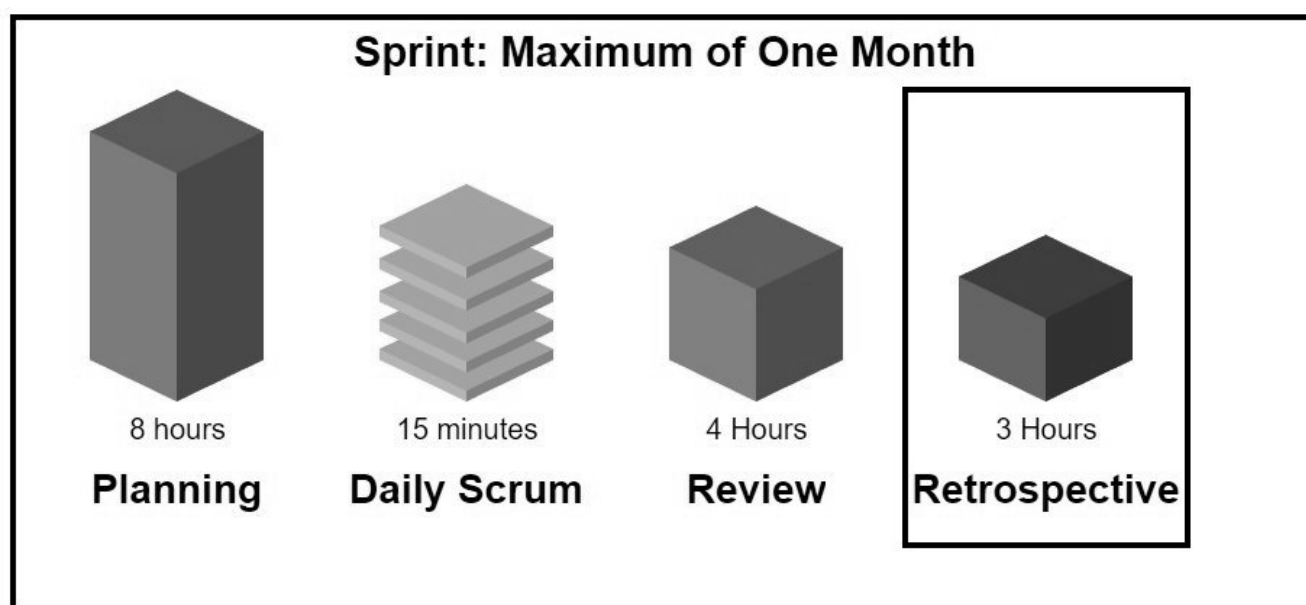 Sprint: Maximum of One Month
8 hours
15 minutes
4 Hours
3 Hours
Planning
Daily Scrum
Review
Retrospective